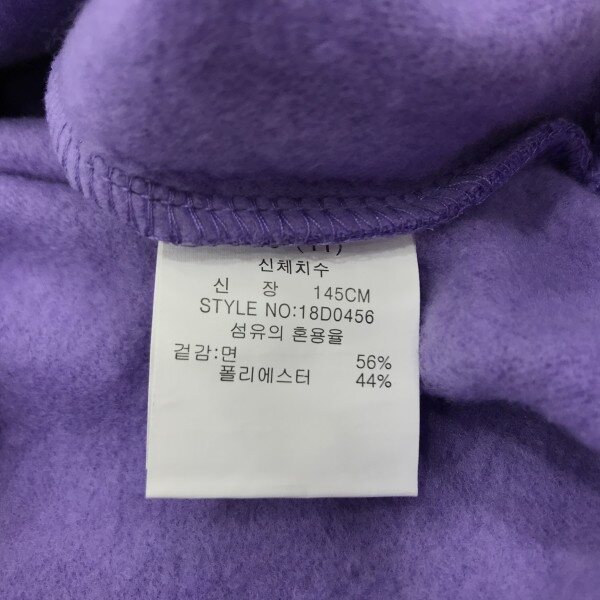 (11)
신체치수
신 장 145CM
STYLE NO:18D0456
섬유의 혼용율
겉감:면 56%
폴리에스터 44%